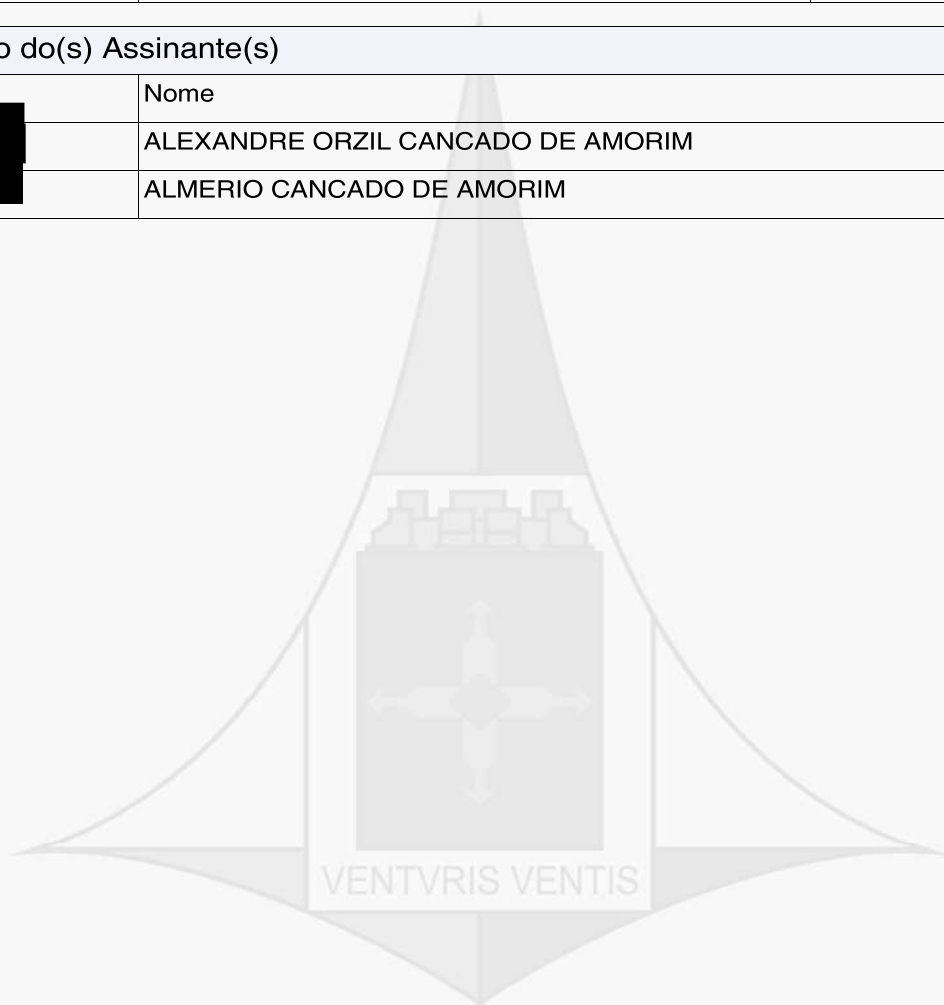 o do(s) Assinante(s)
Nome
ALEXANDRE ORZIL CANCADO DE AMORIM
ALMERIO CANCADO DE AMORIM
VENTVRIS VENTIS